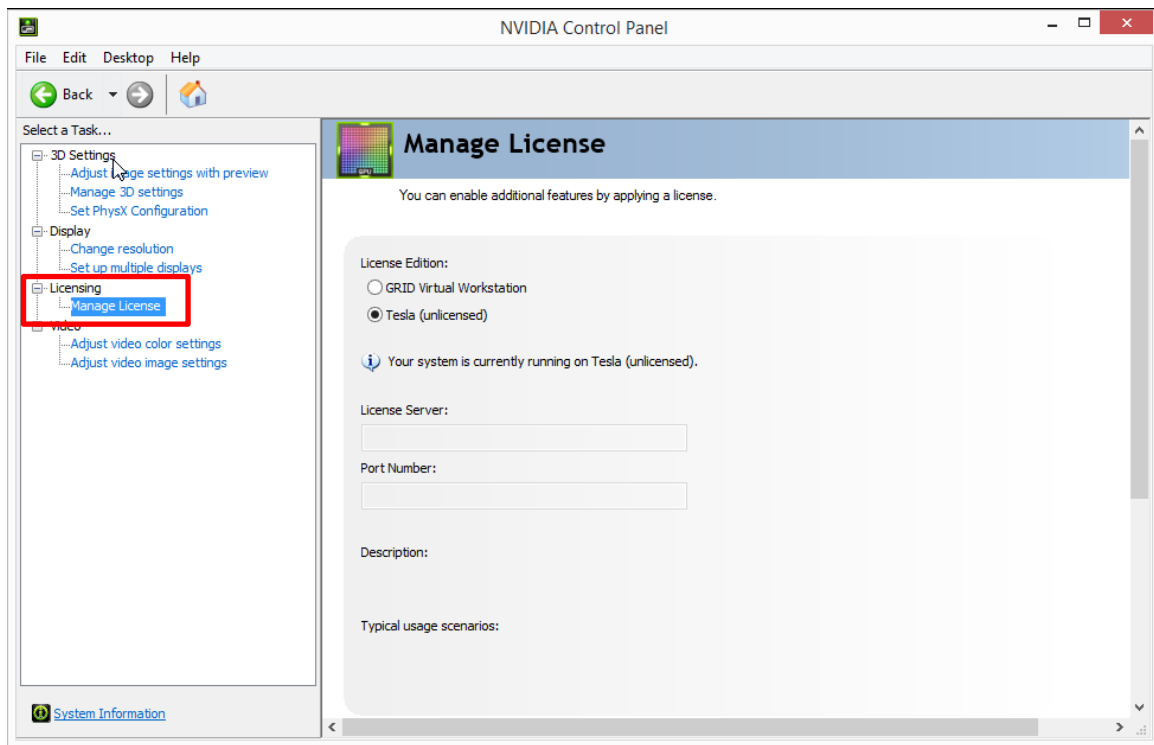 NVIDIA Control Panel
File Edit Desktop Help
Back
Select a Task...
3D Settings
Adjust image settings with preview
Manage 3D settings
Set PhysX Configuration
Display
Change resolution
Set up multiple displays
Licensing
Manage License
Video
Adjust video color settings
Adjust video image settings
System Information
Manage License
You can enable additional features by applying a license.
License Edition:
GRID Virtual Workstation
Tesla (unlicensed)
Your system is currently running on Tesla (unlicensed).
License Server:
Port Number:
Description:
Typical usage scenarios: